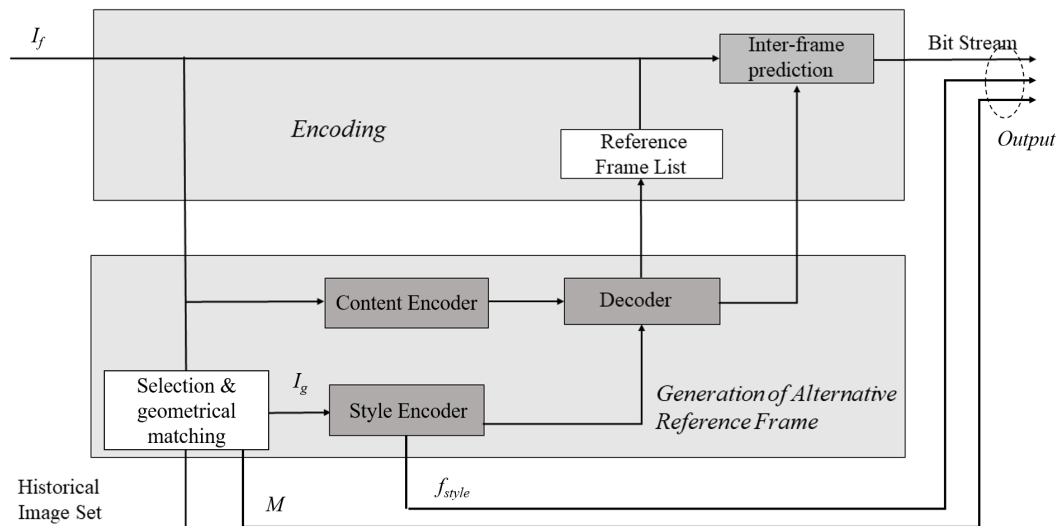 I_f
Inter-frame
prediction
Bit Stream
Encoding
Output
Reference
Frame List
Content Encoder
Decoder
Selection &
geometrical
matching
I_g
Style Encoder
Generation of Alternative
Reference Frame
Historical
Image Set
M
f_style